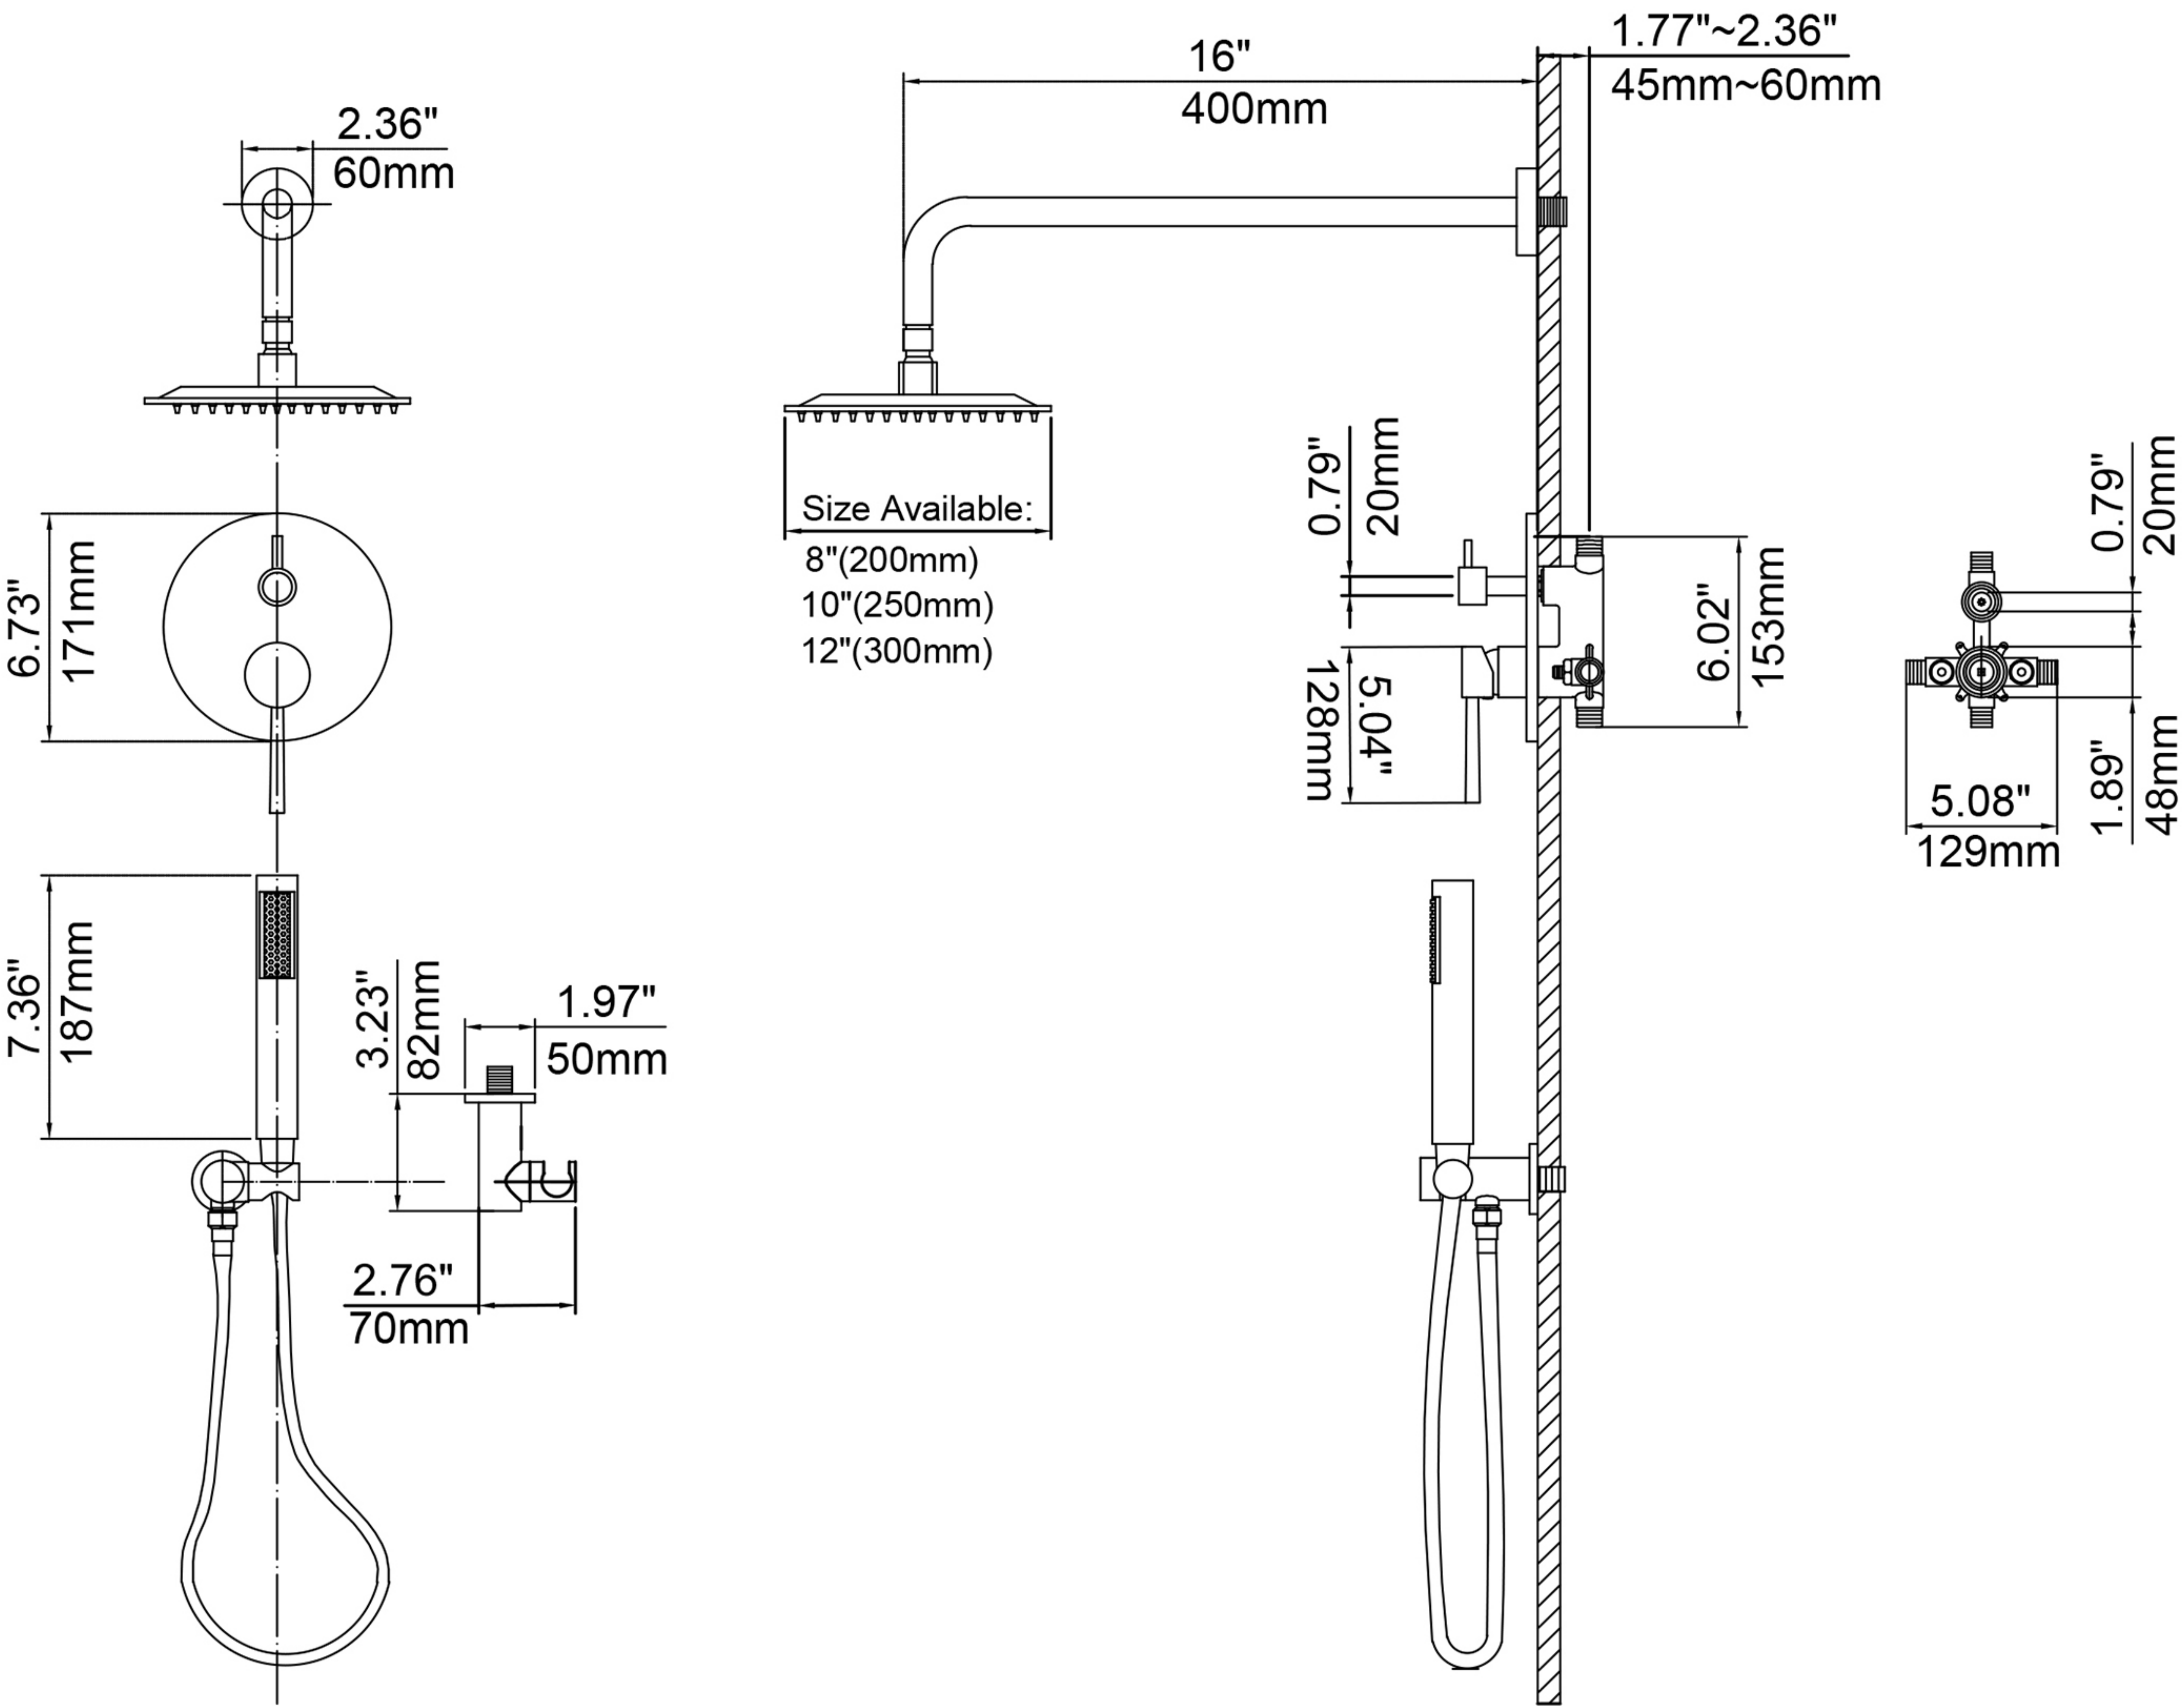 1.77"~2.36"
45mm~60mm
16"
400mm
2.36"
60mm
Size Available:
8"(200mm)
10"(250mm)
12"(300mm)
0.79"
20mm
5.04"
128mm
6.02"
153mm
0.79"
20mm
1.89"
48mm
5.08"
129mm
6.73"
171mm
7.36"
187mm
3.23"
82mm
1.97"
50mm
2.76"
70mm